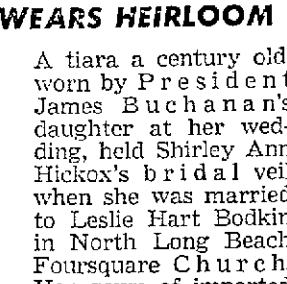 WEARS HEIRLOOM
A tiara a century old
worn by President
James Buchanan's
daughter at her wed-
ding, held Shirley Ann
Hickox's bridal veil
when she was married
to Leslie Hart Bodkin
in North Long Beach
Foursquare Church.